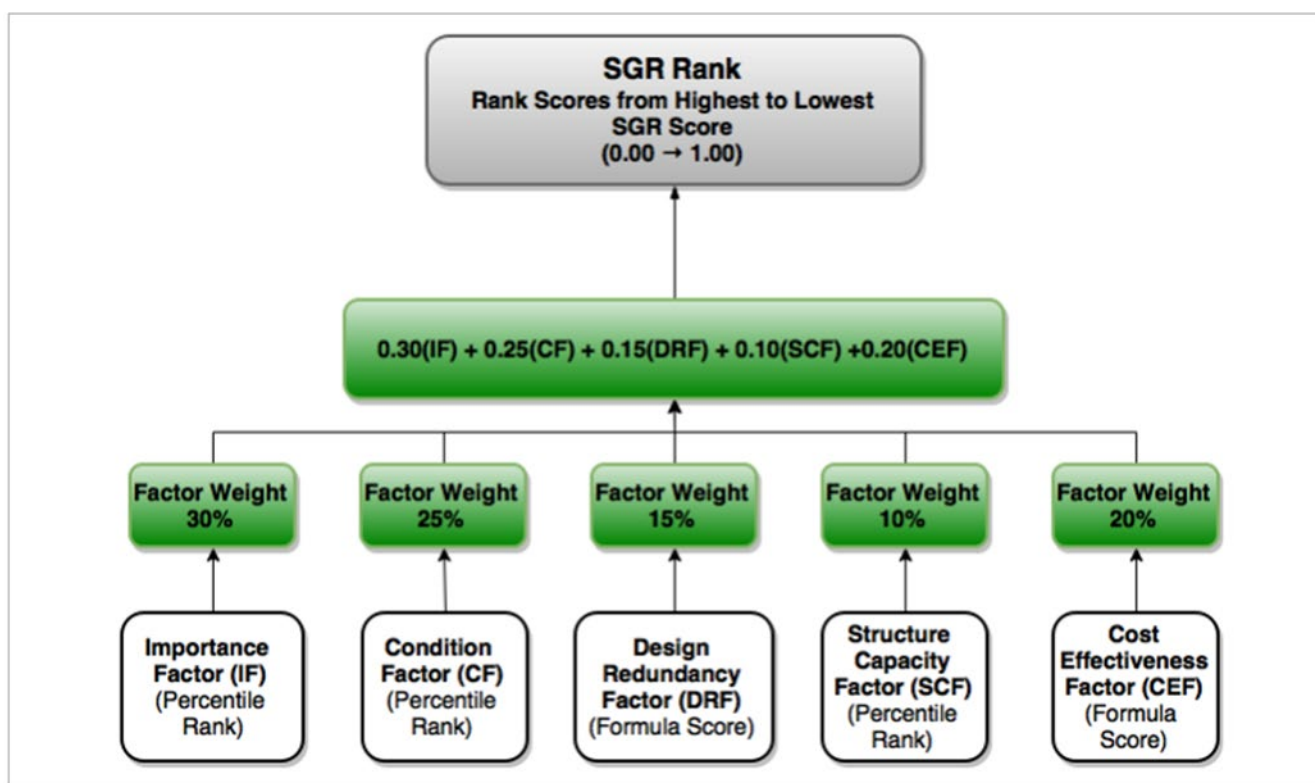 SGR Rank
Rank Scores from Highest to Lowest
SGR Score
(0.00 → 1.00)
0.30(IF) + 0.25(CF) + 0.15(DRF) + 0.10(SCF) +0.20(CEF)
Factor Weight
30%
Factor Weight
25%
Factor Weight
15%
Factor Weight
10%
Factor Weight
20%
Importance
Factor (IF)
(Percentile
Rank)
Condition
Factor (CF)
(Percentile
Rank)
Design
Redundancy
Factor (DRF)
(Formula Score)
Structure
Capacity
Factor (SCF)
(Percentile
Rank)
Cost
Effectiveness
Factor (CEF)
(Formula
Score)